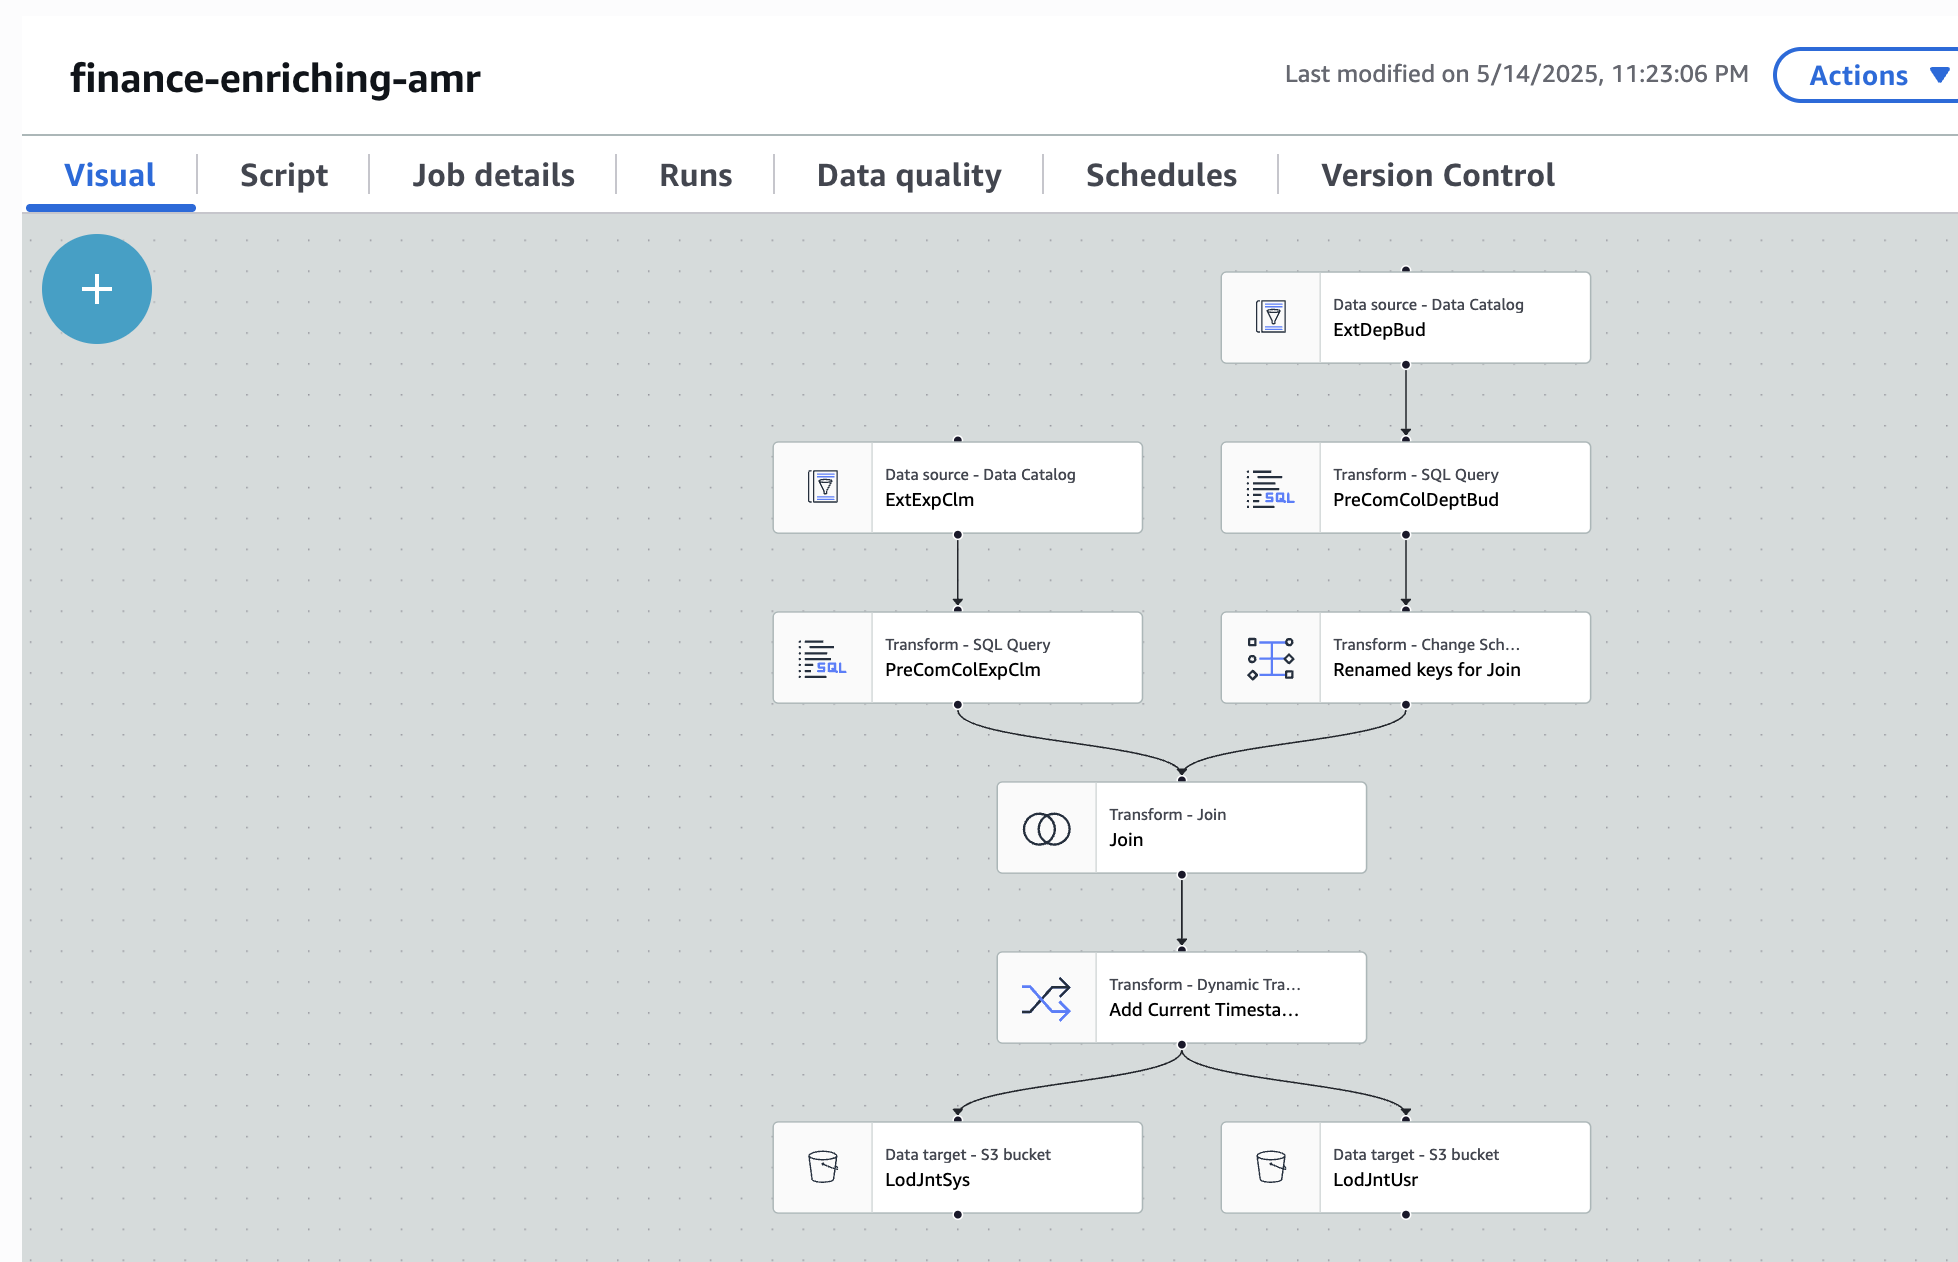 finance-enriching-amr
Last modified on 5/14/2025, 11:23:06 PM
Actions
Visual
Script
Job details
Runs
Data quality
Schedules
Version Control
Data source - Data Catalog
ExtDepBud
Data source - Data Catalog
ExtExpClm
Transform - SQL Query
PreComColDeptBud
Transform - SQL Query
PreComColExpClm
Transform - Change Sch...
Renamed keys for Join
Transform - Join
Join
Transform - Dynamic Tra...
Add Current Timesta...
Data target - S3 bucket
LodJntSys
Data target - S3 bucket
LodJntUsr